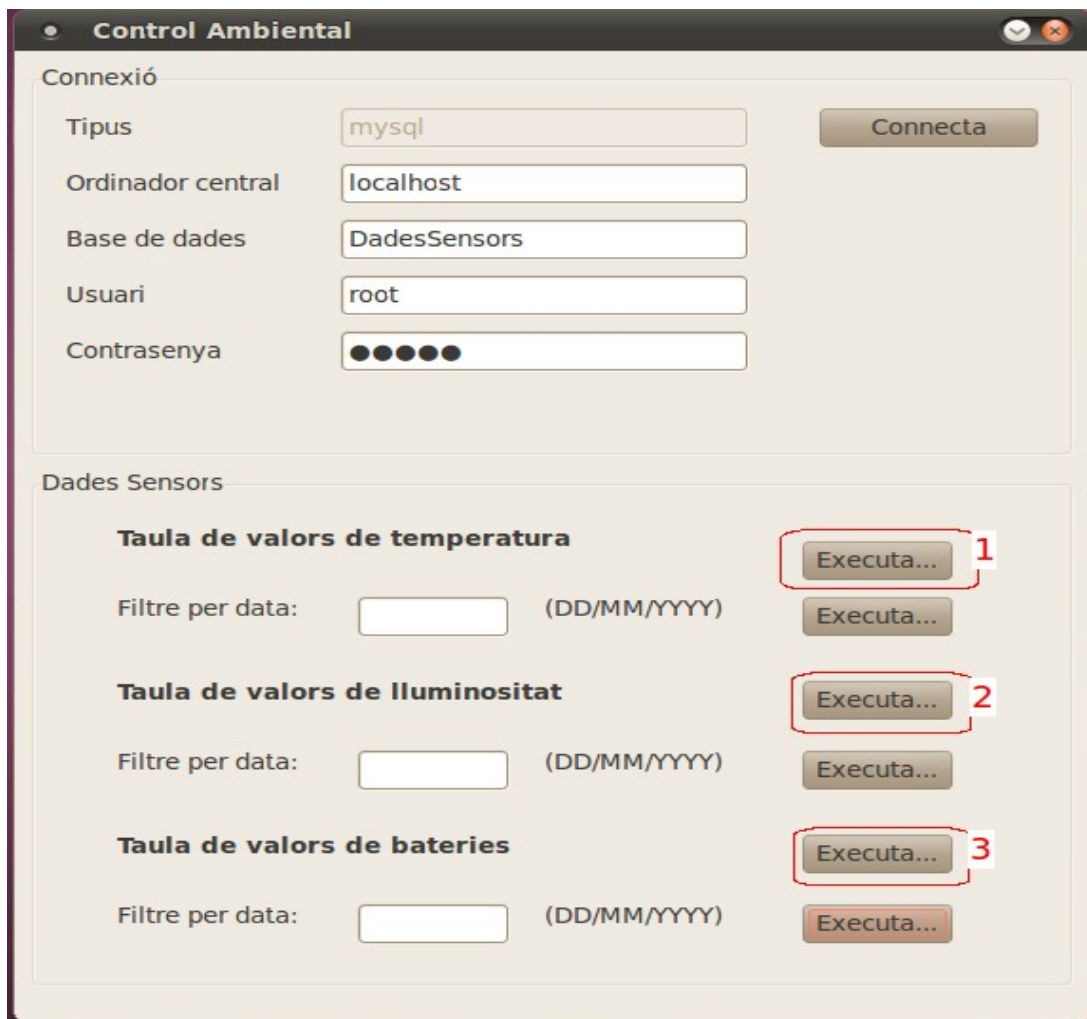 Control Ambiental
Connexió
Tipus mysql Connecta
Ordinador central localhost
Base de dades DadesSensors
Usuari root
Contrasenya ●●●●●
Dades Sensors
Taula de valors de temperatura Executa... 1
Filtre per data: (DD/MM/YYYY) Executa...
Taula de valors de lluminositat Executa... 2
Filtre per data: (DD/MM/YYYY) Executa...
Taula de valors de bateries Executa... 3
Filtre per data: (DD/MM/YYYY) Executa...